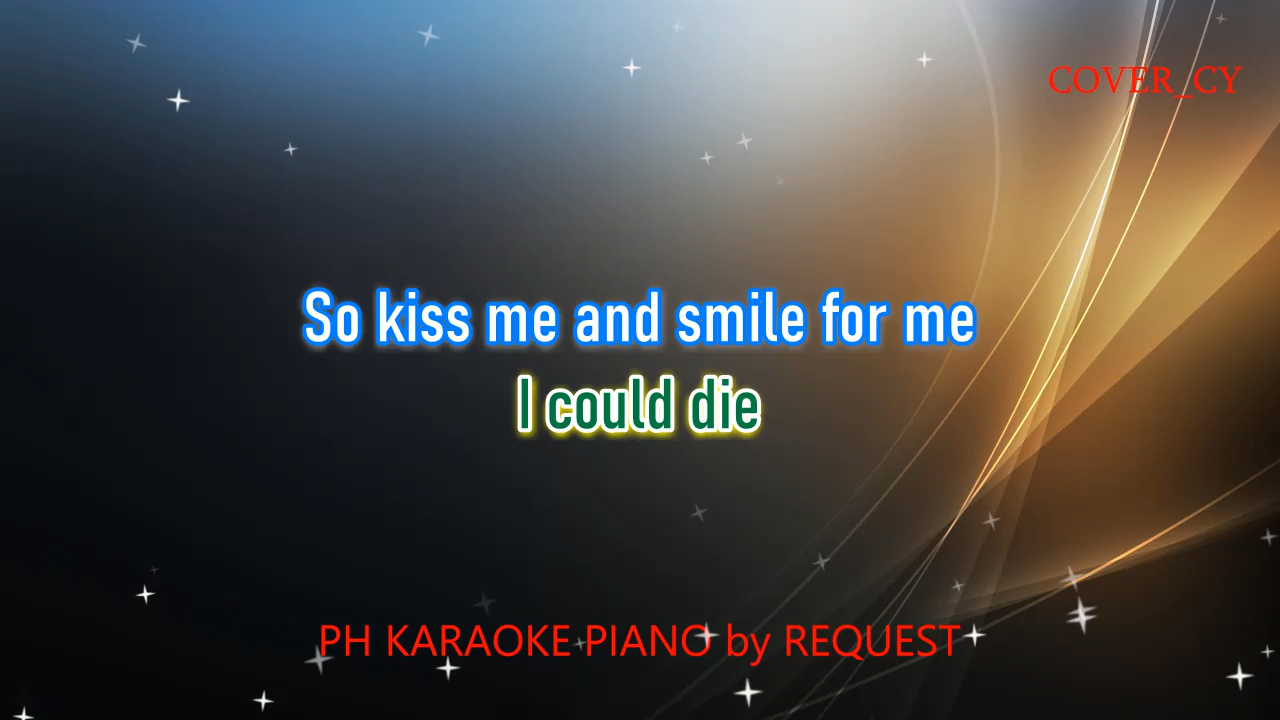 COVER_CY
So kiss me and smile for me
I could die
PH KARAOKE PIANO by REQUEST